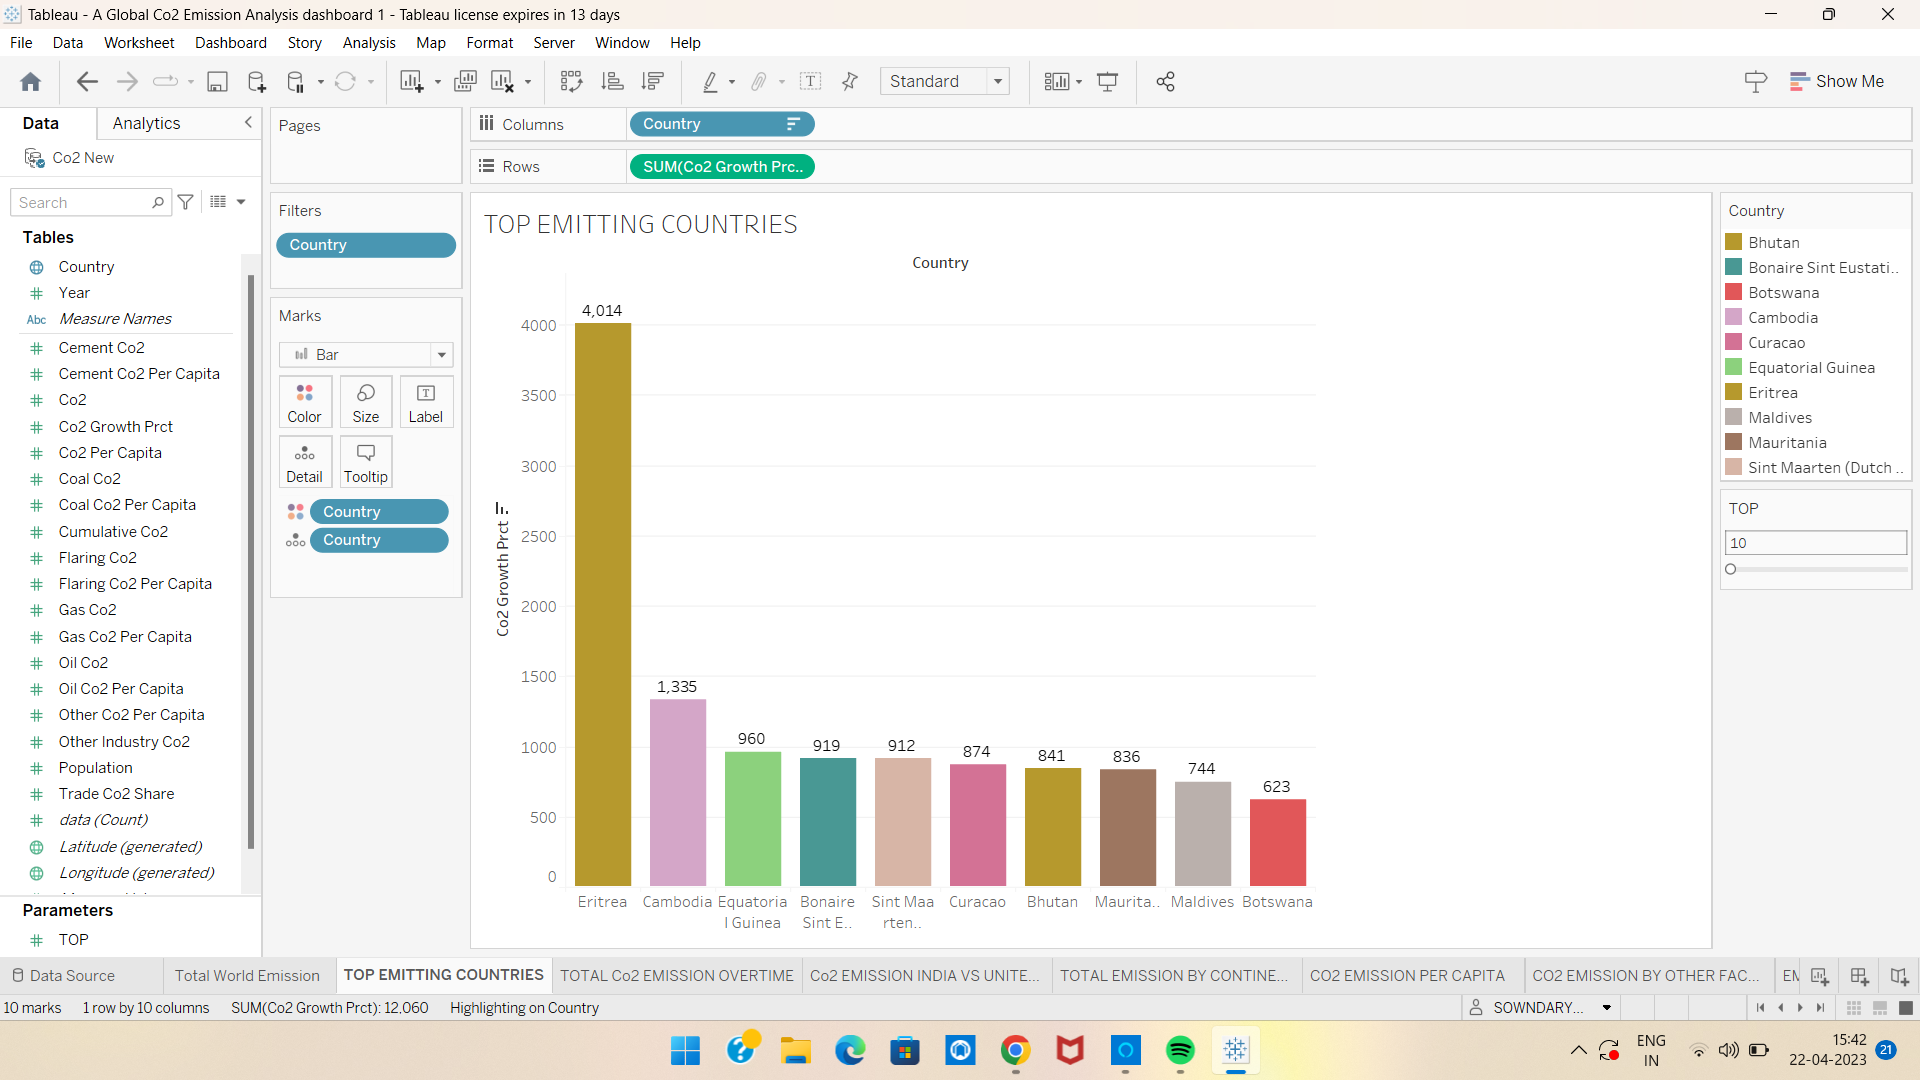 Tableau - A Global Co2 Emission Analysis dashboard 1 - Tableau license expires in 13 days
File Data Worksheet Dashboard Story Analysis Map Format Server Window Help
Standard
Show Me
Data Analytics
Co2 New
Search
Tables
Country
Year
Abc Measure Names
Cement Co2
Cement Co2 Per Capita
Co2
Co2 Growth Prct
Co2 Per Capita
Coal Co2
Coal Co2 Per Capita
Cumulative Co2
Flaring Co2
Flaring Co2 Per Capita
Gas Co2
Gas Co2 Per Capita
Oil Co2
Oil Co2 Per Capita
Other Co2 Per Capita
Other Industry Co2
Population
Trade Co2 Share
data (Count)
Latitude (generated)
Longitude (generated)
Parameters
TOP
Pages
Filters
Country
Marks
Bar
Color Size Label
Detail Tooltip
Country
Country
Columns Country
Rows SUM(Co2 Growth Prc..
TOP EMITTING COUNTRIES
Country
Co2 Growth Prct
4000
3500
3000
2500
2000
1500
1000
500
0
4,014
1,335
960
919
912
874
841
836
744
623
Eritrea
Cambodia
Equatoria
l Guinea
Bonaire
Sint E..
Sint Maa
rten..
Curacao
Bhutan
Maurita..
Maldives
Botswana
Country
Bhutan
Bonaire Sint Eustati..
Botswana
Cambodia
Curacao
Equatorial Guinea
Eritrea
Maldives
Mauritania
Sint Maarten (Dutch ..
TOP
10
Data Source Total World Emission TOP EMITTING COUNTRIES TOTAL Co2 EMISSION OVERTIME Co2 EMISSION INDIA VS UNITE... TOTAL EMISSION BY CONTINE... CO2 EMISSION PER CAPITA CO2 EMISSION BY OTHER FAC... EM
10 marks 1 row by 10 columns SUM(Co2 Growth Prct): 12,060 Highlighting on Country SOWNDARY...
ENG
IN
15:42
22-04-2023
21